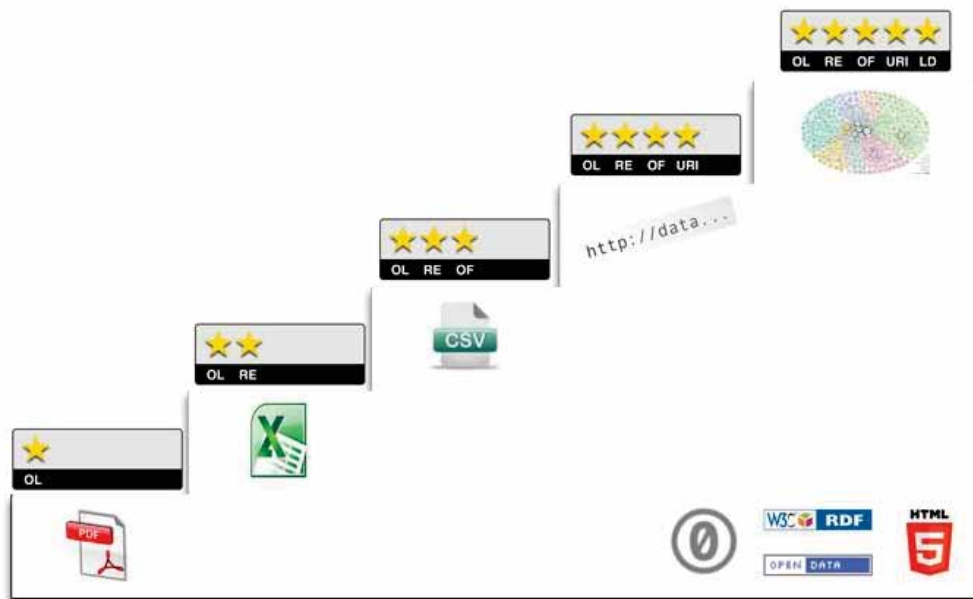 OL RE OF URI LD
OL RE OF URI
http://data...
OL RE OF
CSV
OL RE
X
OL
PDF
0
W3C RDF
OPEN DATA
HTML
5